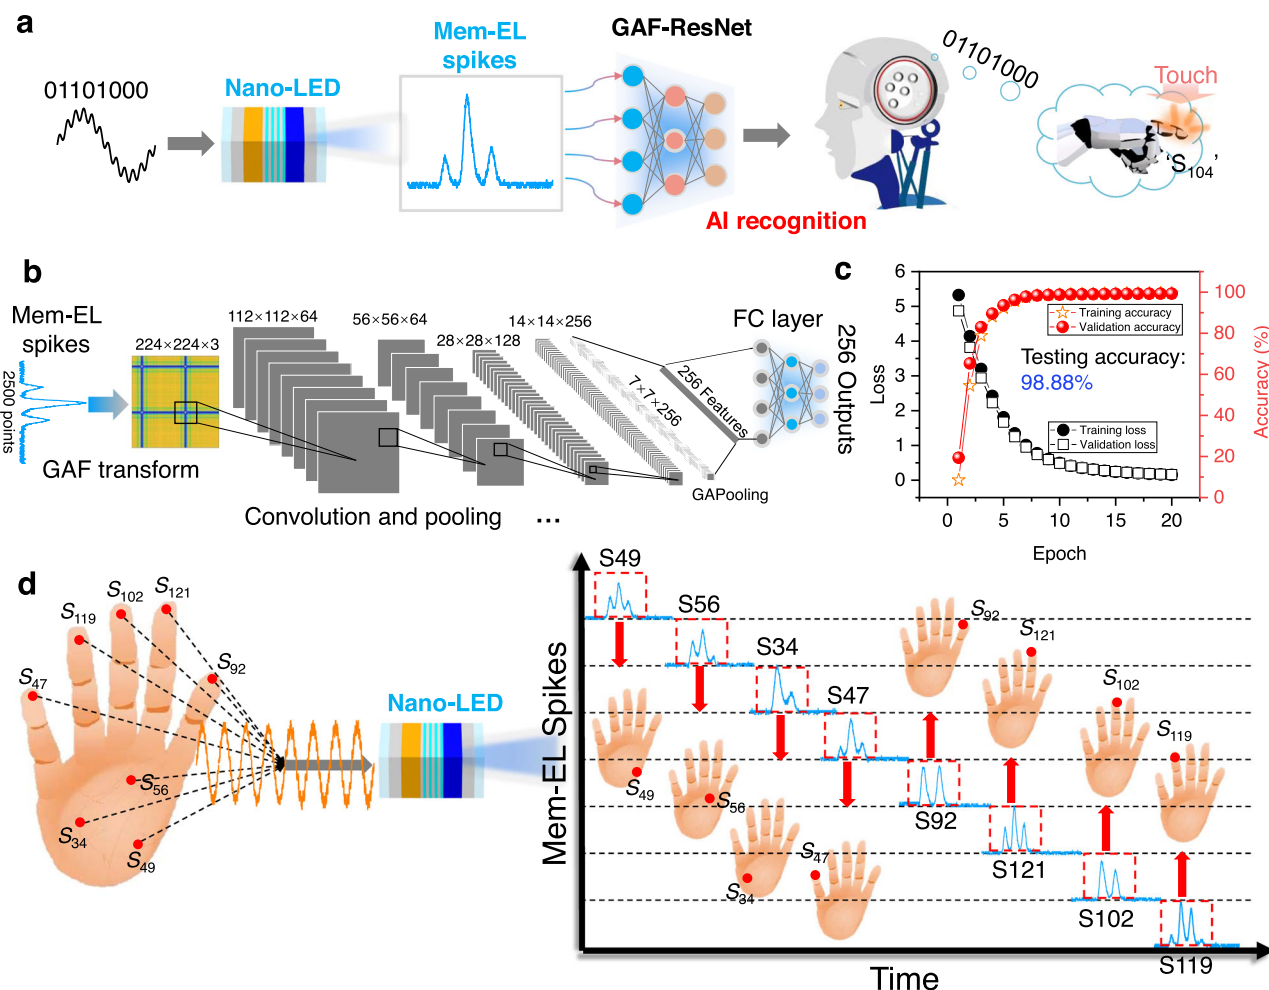 a
01101000
Nano-LED
Mem-EL
spikes
GAF-ResNet
AI recognition
01101000
Touch
‘S104’
b
Mem-EL
spikes
2500 points
224×224×3
GAF transform
112×112×64
56×56×64
28×28×128
14×14×256
7×7×256
256 Features
GAPooling
FC layer
256 Outputs
Convolution and pooling ...
c
Loss
6
5
4
3
2
1
0
0
5
10
15
20
Epoch
100
80
60
40
20
0
Accuracy (%)
Training accuracy
Validation accuracy
Testing accuracy:
98.88%
Training loss
Validation loss
d
S47
S119
S102
S121
S92
S56
S34
S49
Nano-LED
Mem-EL Spikes
Time
S49
S56
S34
S47
S92
S121
S102
S119
S49
S56
S34
S47
S92
S121
S102
S119